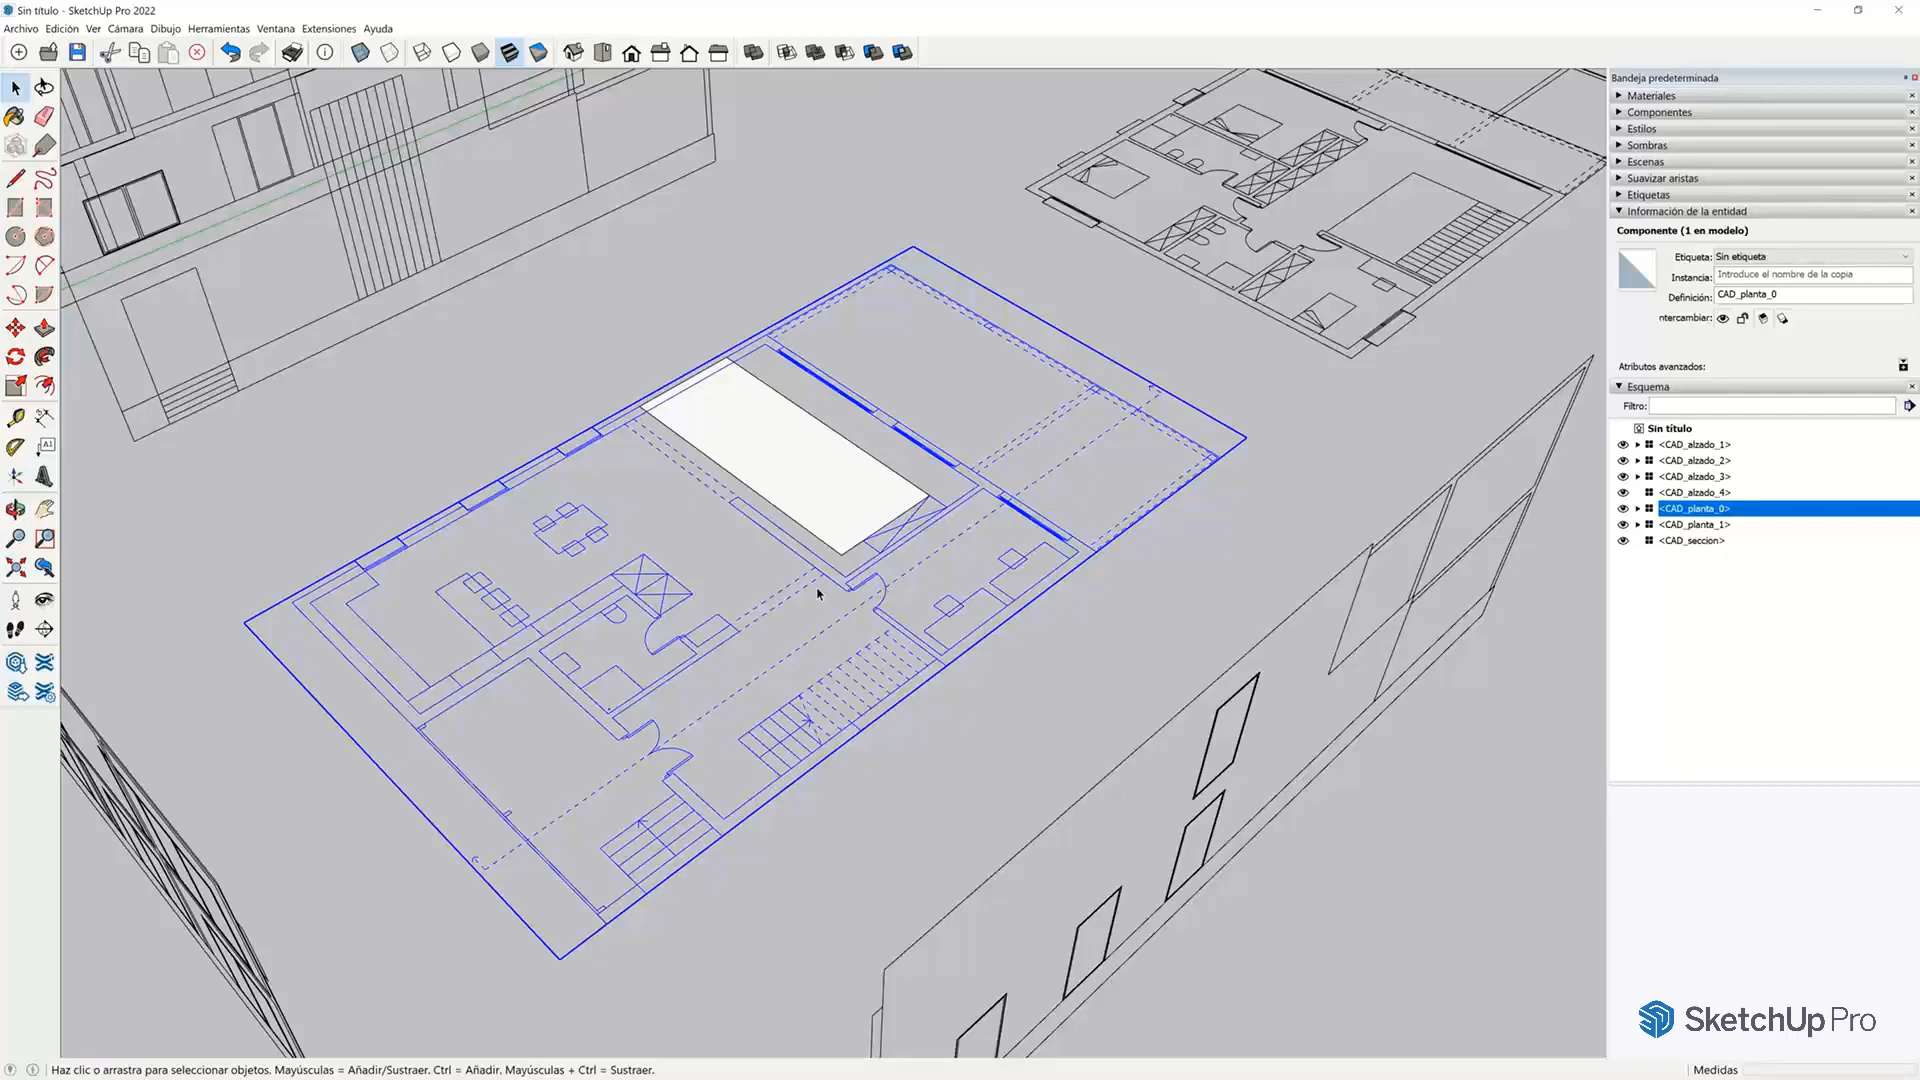 Sin título - SketchUp Pro 2022
Archivo Edición Ver Cámara Dibujo Herramientas Ventana Extensiones Ayuda
Bandeja predeterminada
Materiales
Componentes
Estilos
Sombras
Escenas
Suavizar aristas
Etiquetas
Información de la entidad
Componente (1 en modelo)
Etiqueta: Sin etiqueta
Instancia: Introduce el nombre de la copia
Definición: CAD_planta_0
ntercambiar:
Atributos avanzados:
Esquema
Filtro:
Sin título
<CAD_alzado_1>
<CAD_alzado_2>
<CAD_alzado_3>
<CAD_alzado_4>
<CAD_planta_0>
<CAD_planta_1>
<CAD_seccion>
SketchUp Pro
Haz clic o arrastra para seleccionar objetos. Mayúsculas = Añadir/Sustraer. Ctrl = Añadir. Mayúsculas + Ctrl = Sustraer.
Medidas